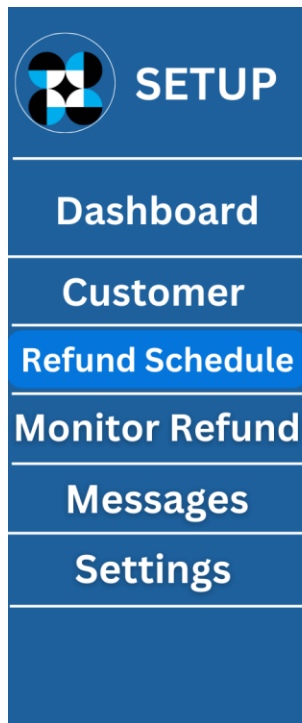 SETUP
Dashboard
Customer
Refund Schedule
Monitor Refund
Messages
Settings